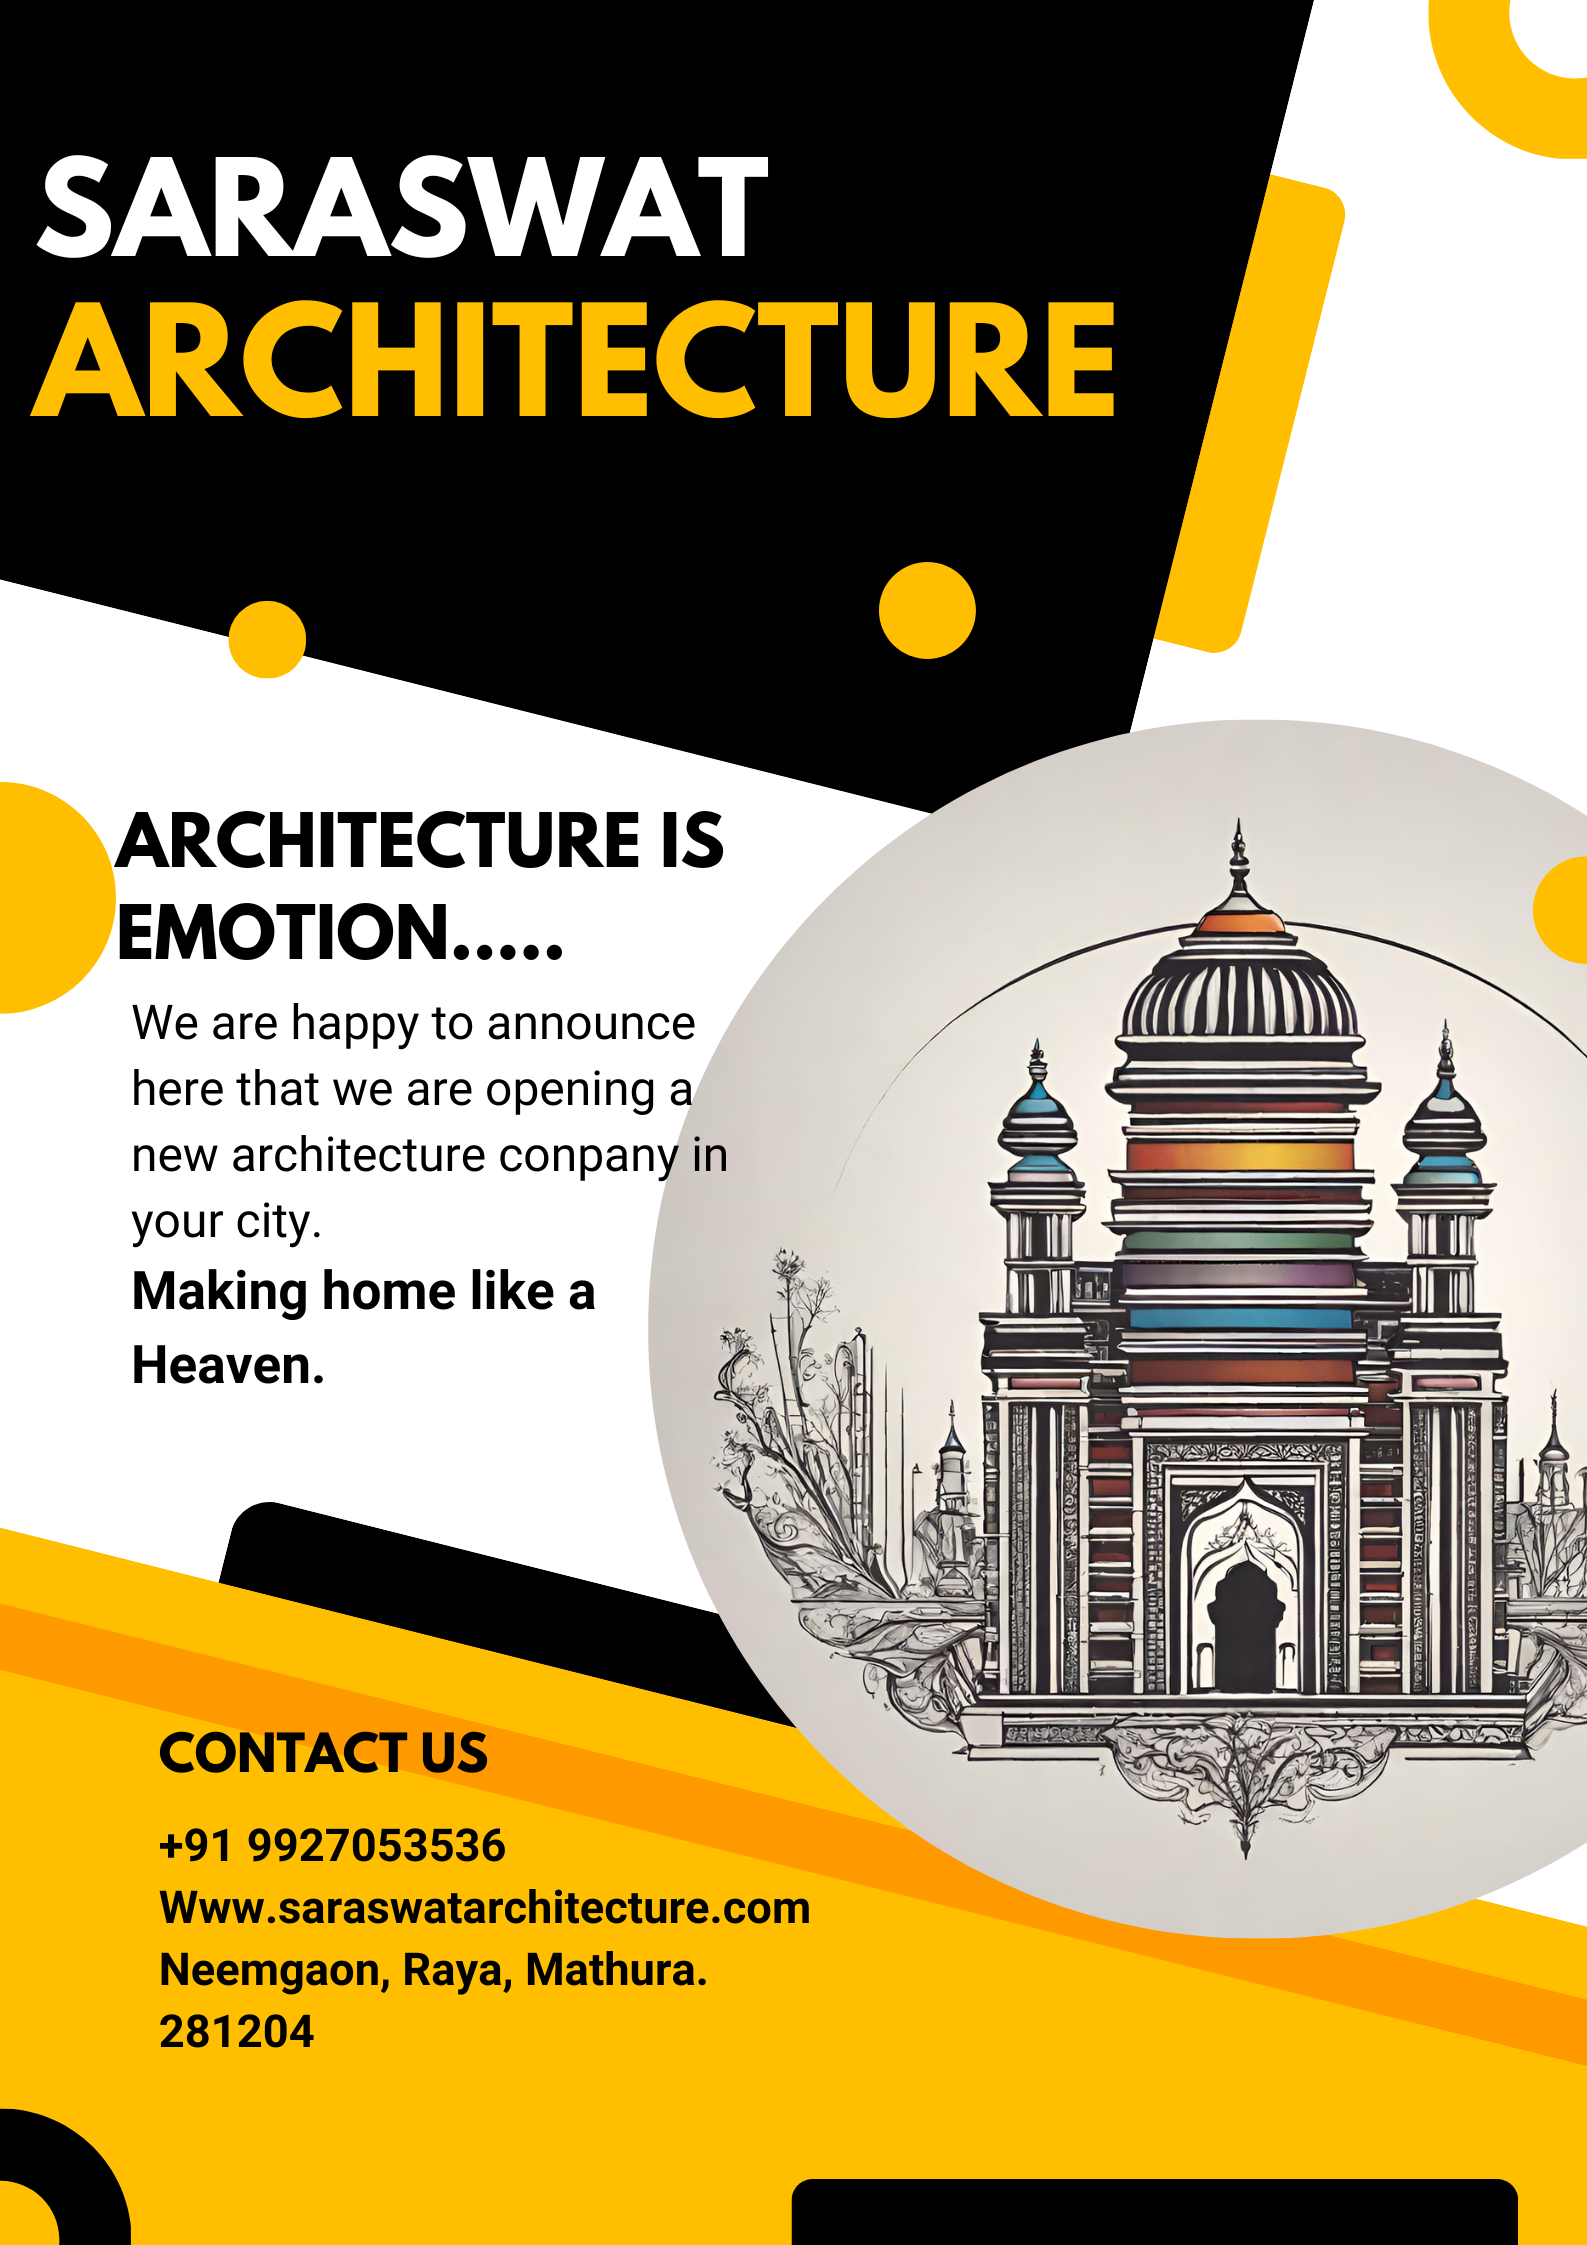 SARASWAT
ARCHITECTURE
ARCHITECTURE IS
EMOTION.....
We are happy to announce
here that we are opening a
new architecture conpany in
your city.
Making home like a
Heaven.
CONTACT US
+91 9927053536
Www.saraswatarchitecture.com
Neemgaon, Raya, Mathura.
281204